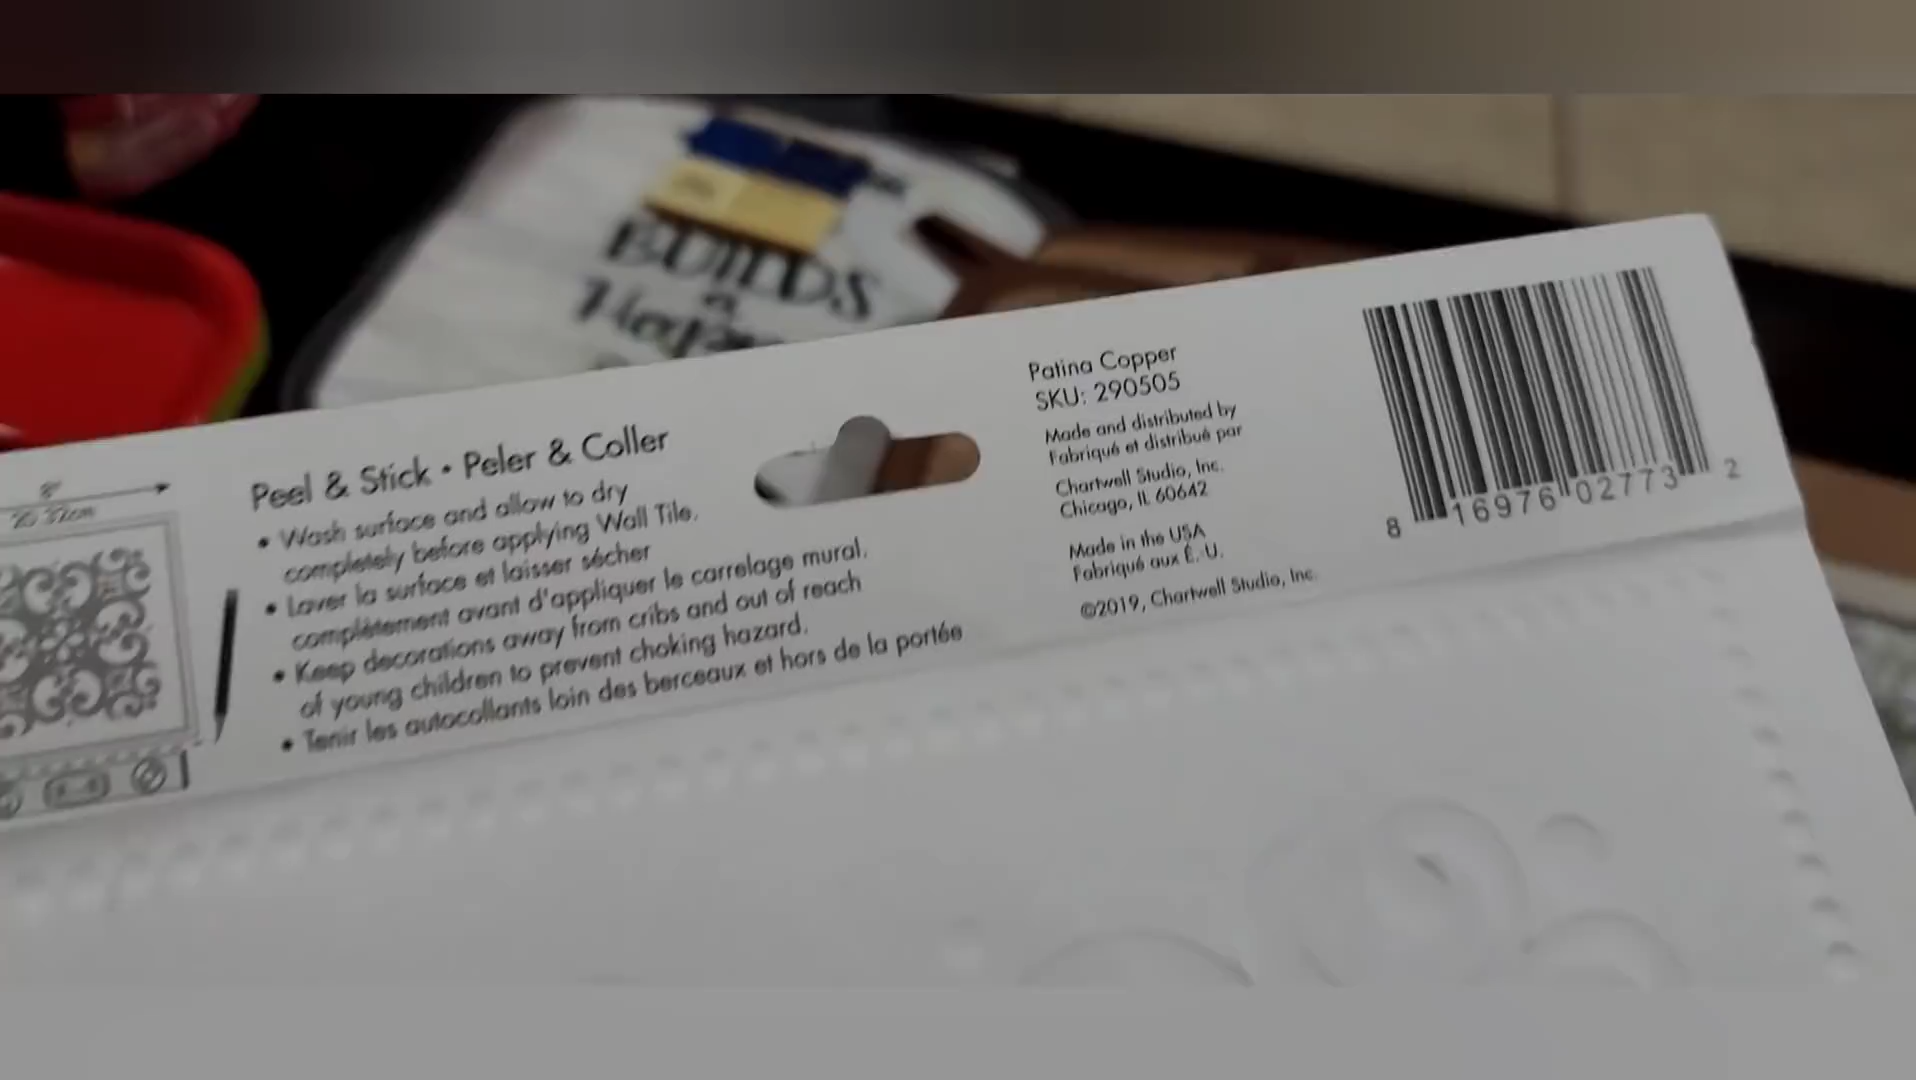 BUILDS
a
8"
Peel & Stick • Peler & Coller
• Wash surface and allow to dry
completely before applying Wall Tile.
• Laver la surface et laisser sécher
complètement avant d'appliquer le carrelage mural.
• Keep decorations away from cribs and out of reach
of young children to prevent choking hazard.
• Tenir les autocollants loin des berceaux et hors de la portée
Patina Copper
SKU: 290505
Made and distributed by
Fabriqué et distribué par
Chartwell Studio, Inc.
Chicago, IL 60642
Made in the USA
Fabriqué aux É.-U.
©2019, Chartwell Studio, Inc.
8 16976 02773 2